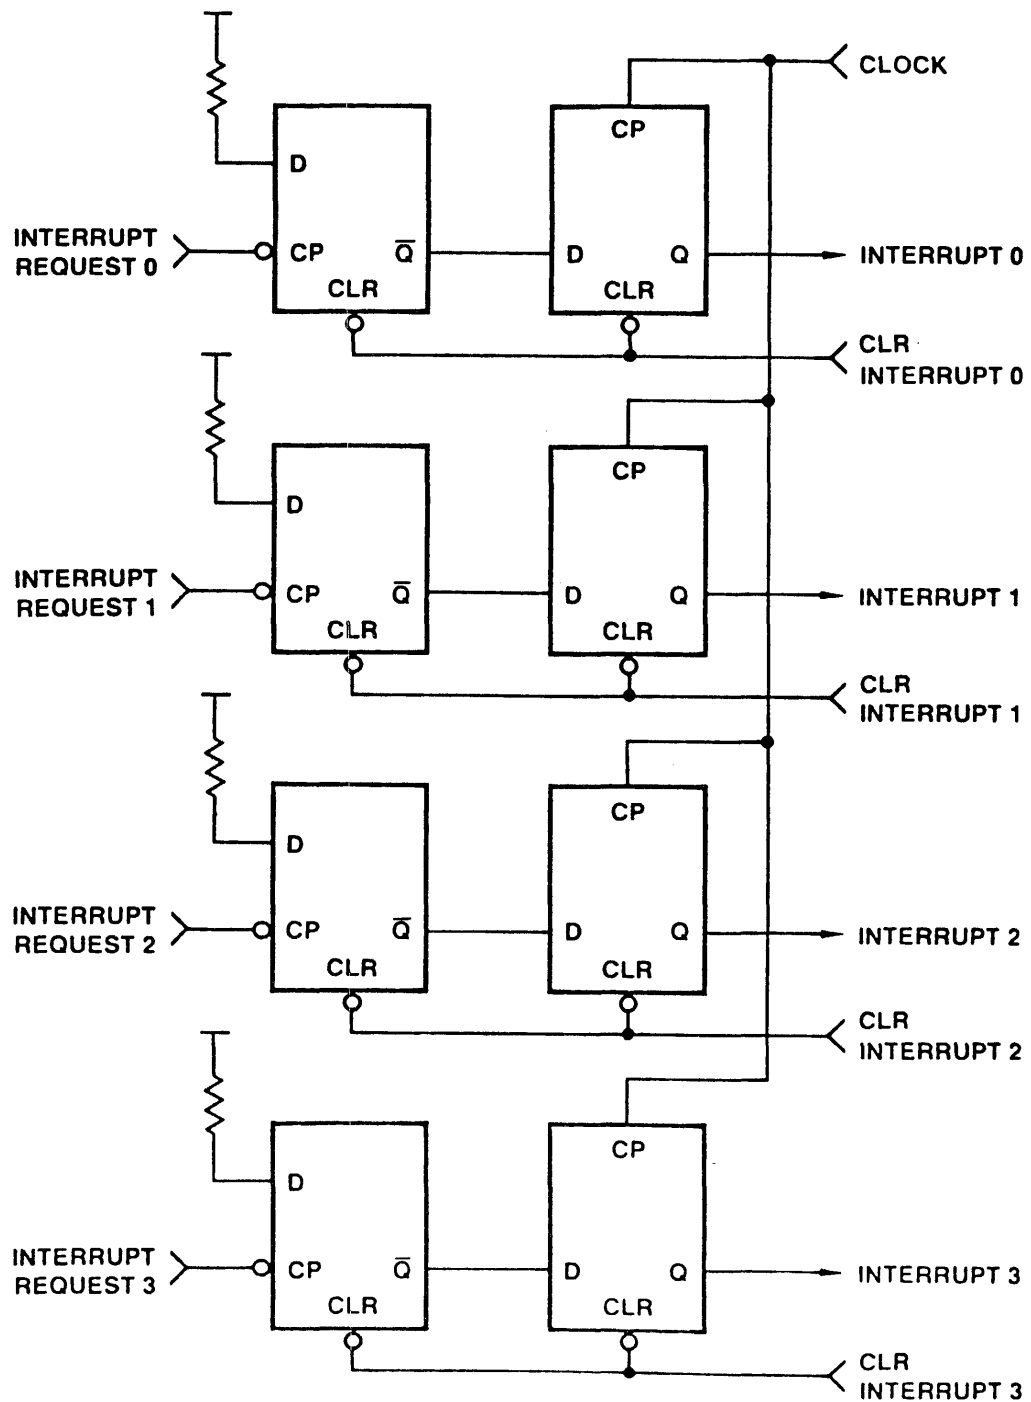 CLOCK
CP
D
INTERRUPT
REQUEST 0
CP
Q
CLR
D
Q
CLR
INTERRUPT 0
CLR
INTERRUPT 0
CP
D
INTERRUPT
REQUEST 1
CP
Q
CLR
D
Q
CLR
INTERRUPT 1
CLR
INTERRUPT 1
CP
D
INTERRUPT
REQUEST 2
CP
Q
CLR
D
Q
CLR
INTERRUPT 2
CLR
INTERRUPT 2
CP
D
INTERRUPT
REQUEST 3
CP
Q
CLR
D
Q
CLR
INTERRUPT 3
CLR
INTERRUPT 3